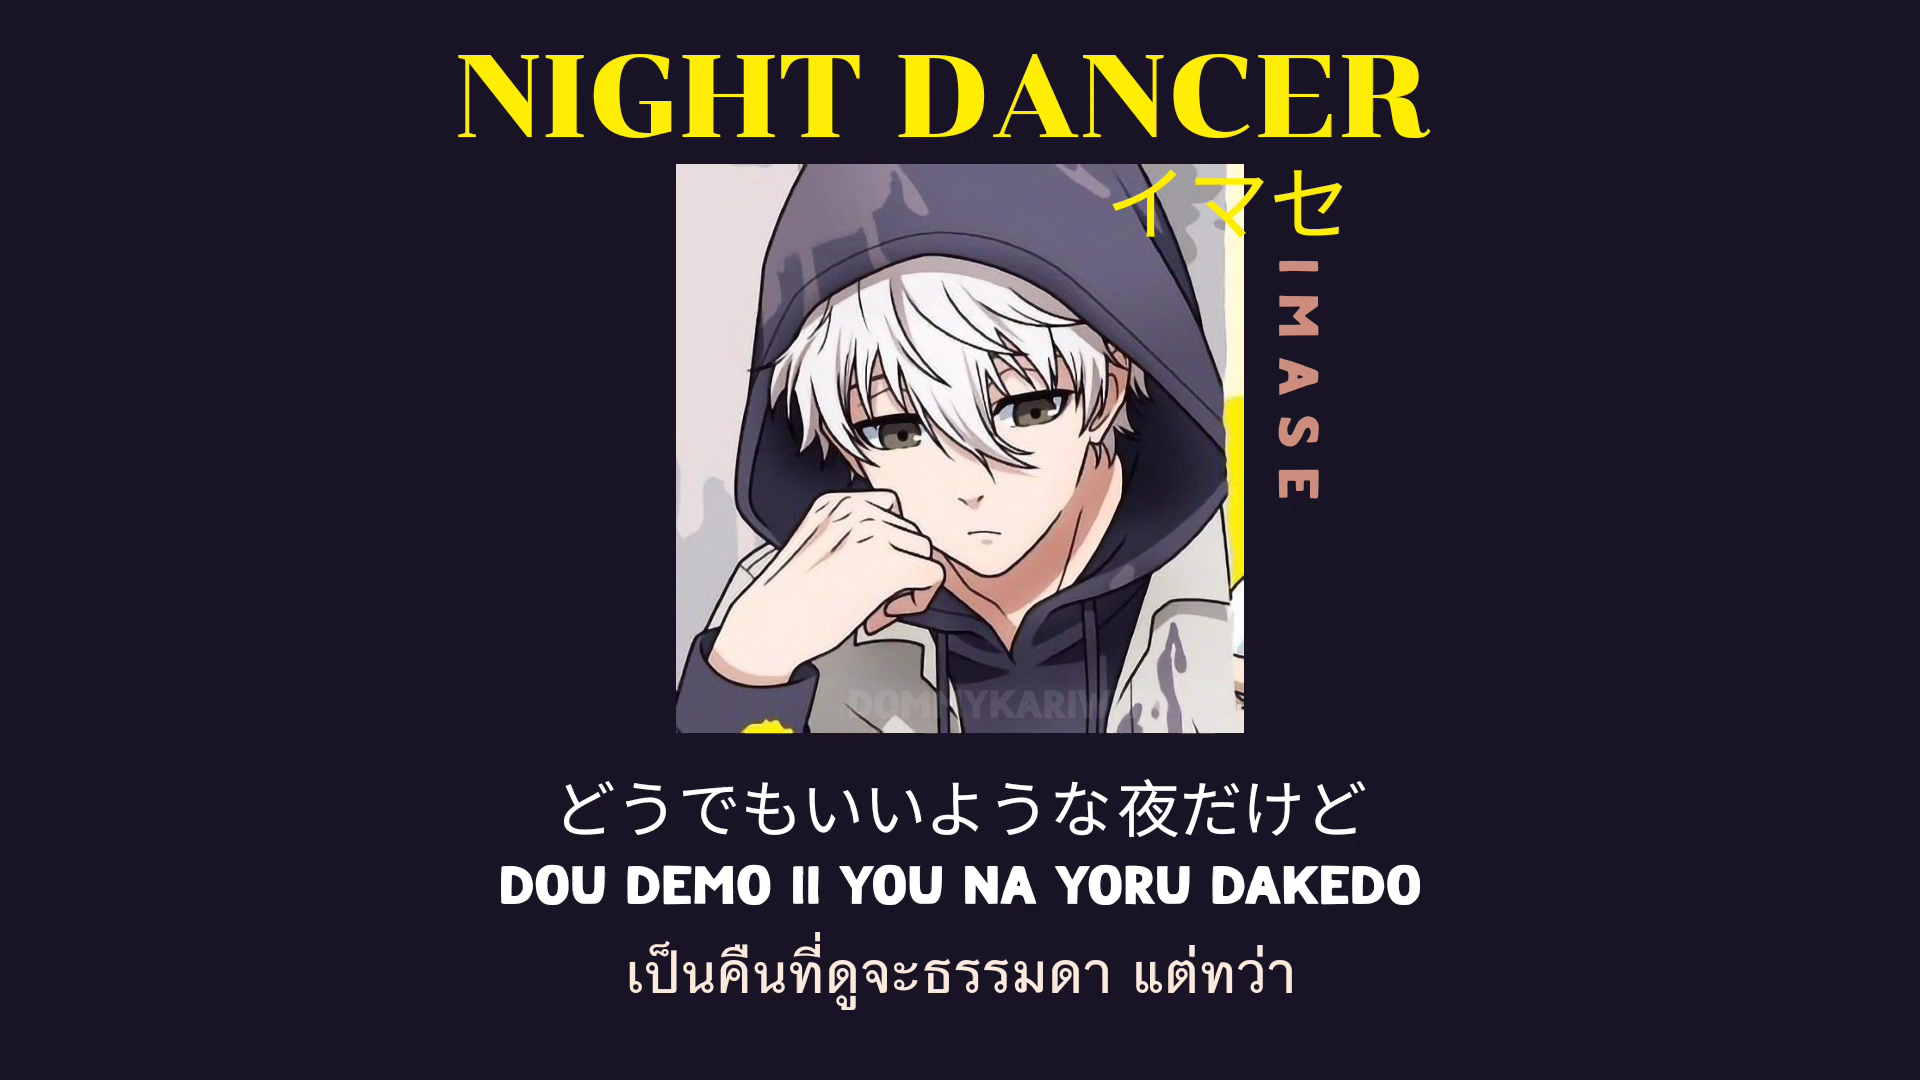 NIGHT DANCER
イマセ
IMASE
どうでもいいような夜だけど
DOU DEMO II YOU NA YORU DAKEDO
เป็นคืนที่ดูจะธรรมดา แต่ทว่า